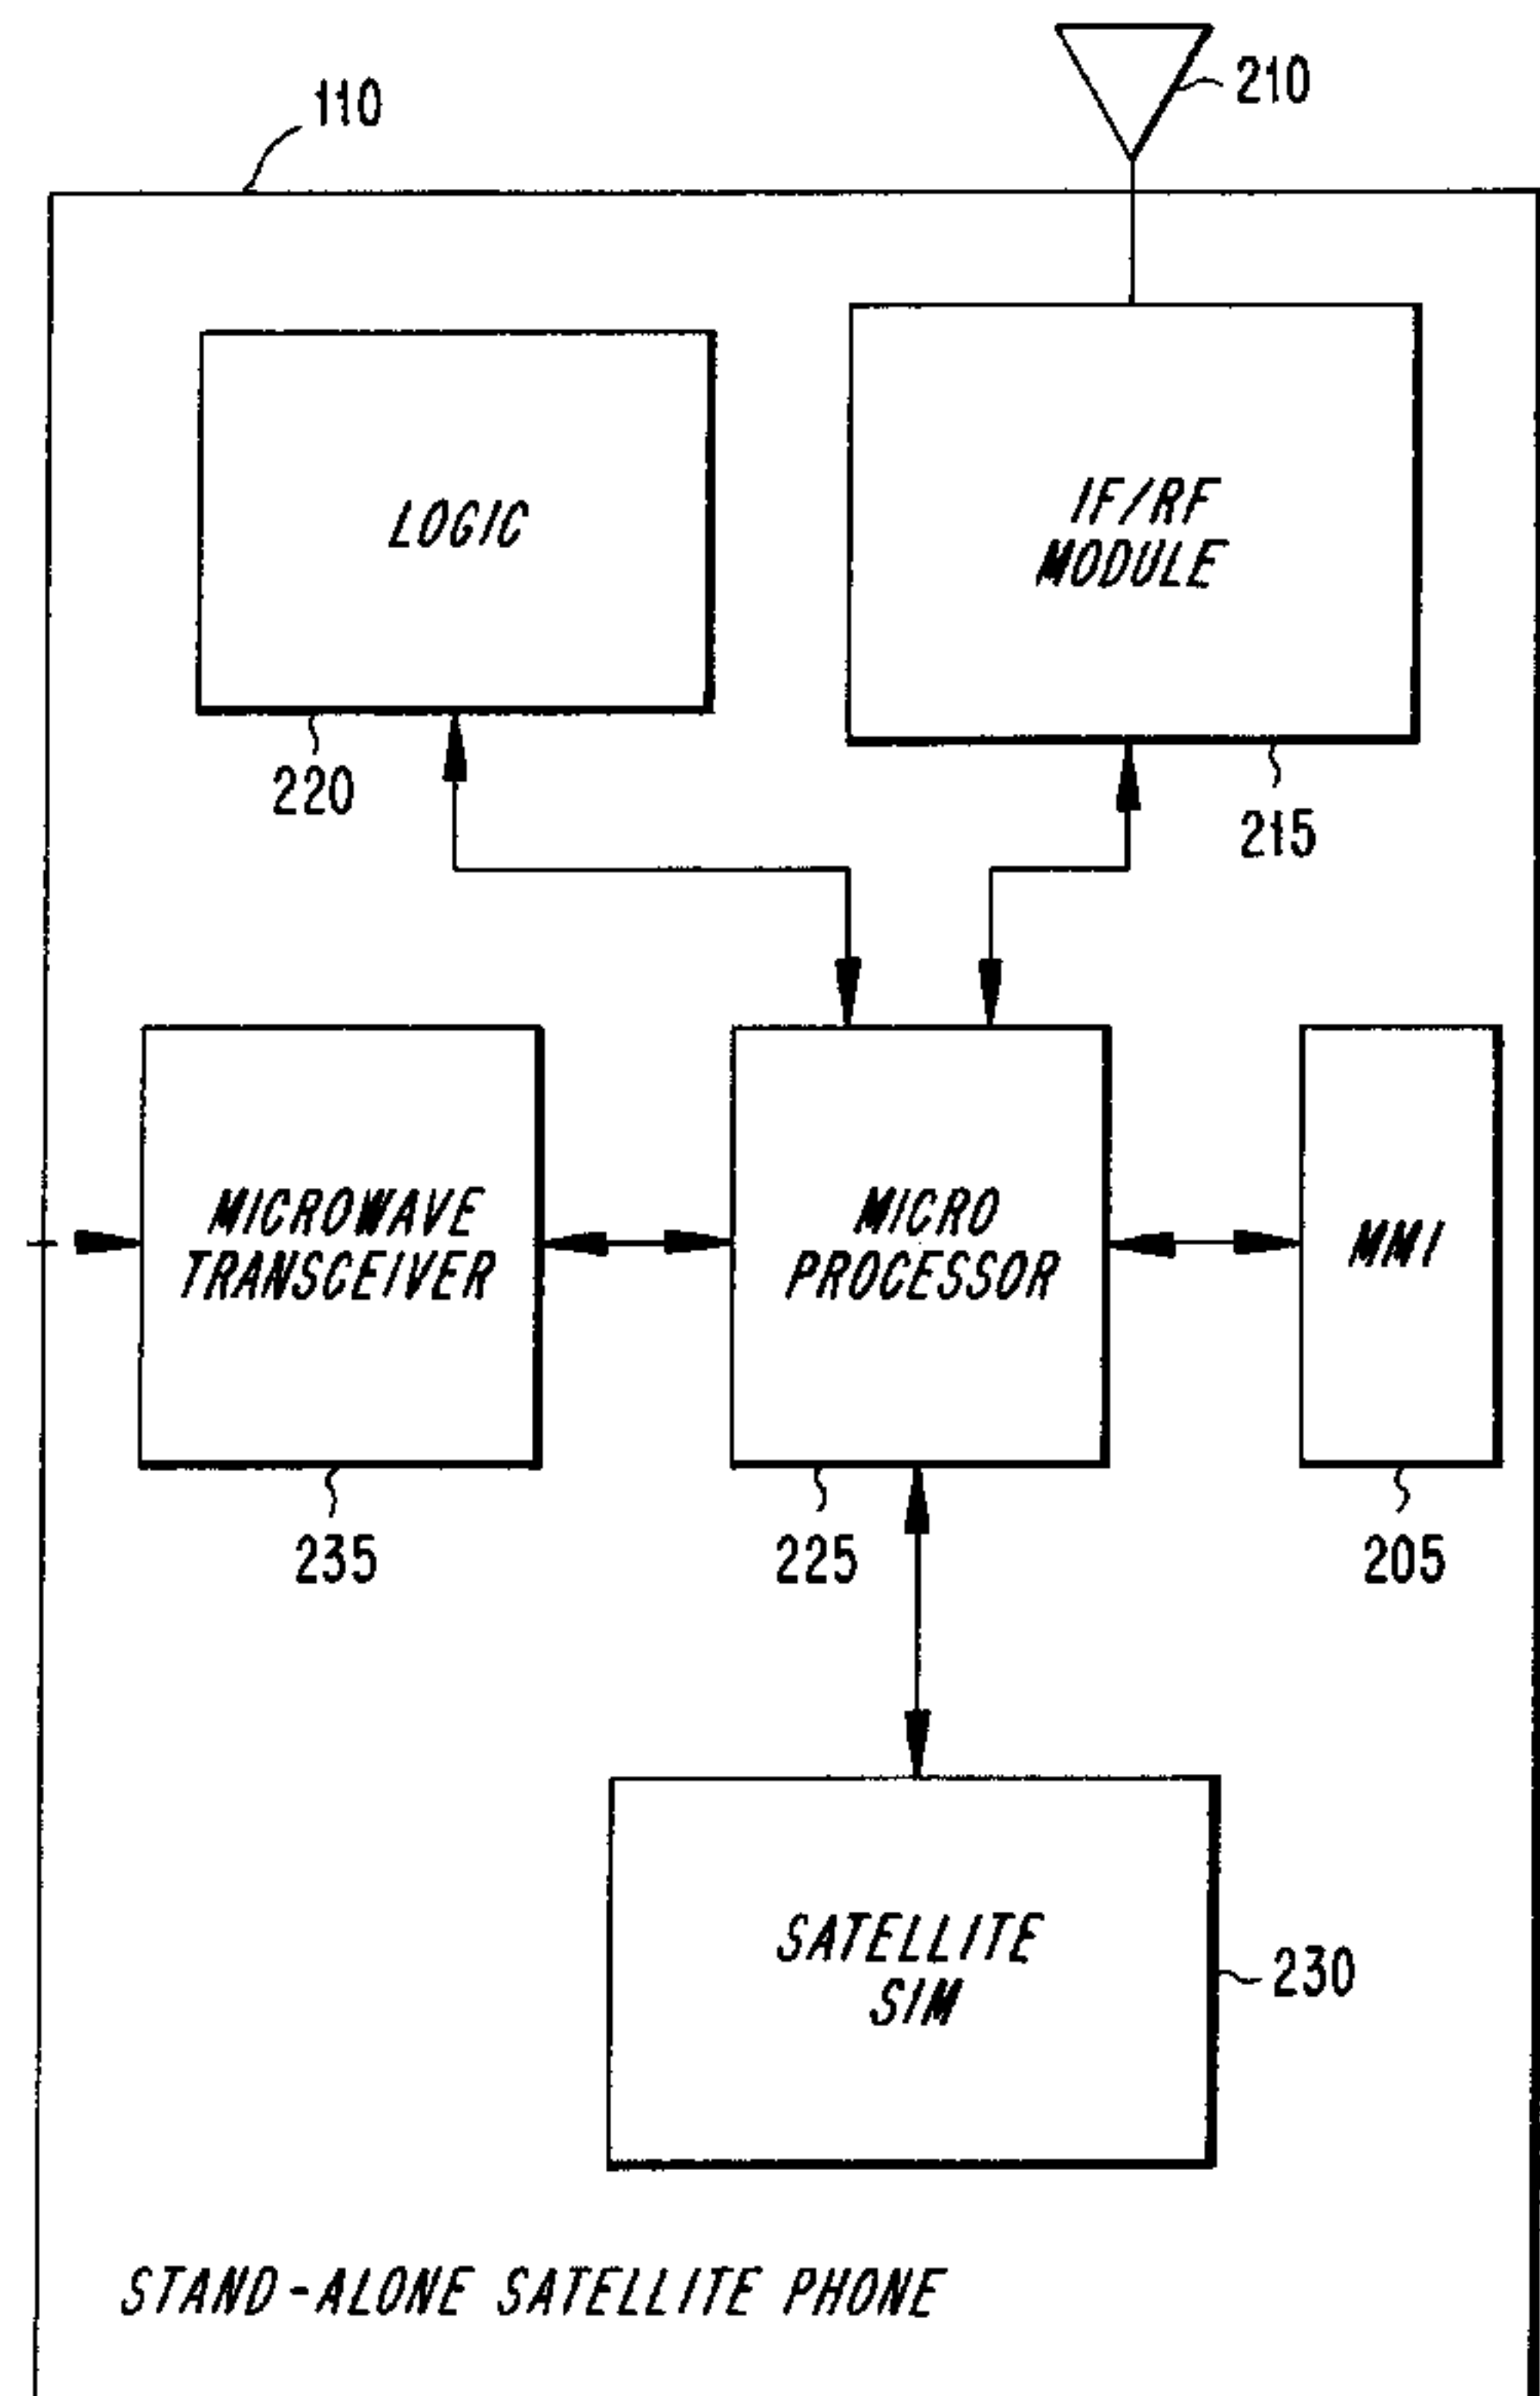 110
210
LOGIC
IF/RF
MODULE
220
215
MICROWAVE
TRANSCEIVER
MICRO
PROCESSOR
MMI
235
225
205
SATELLITE
SIM
230
STAND-ALONE SATELLITE PHONE